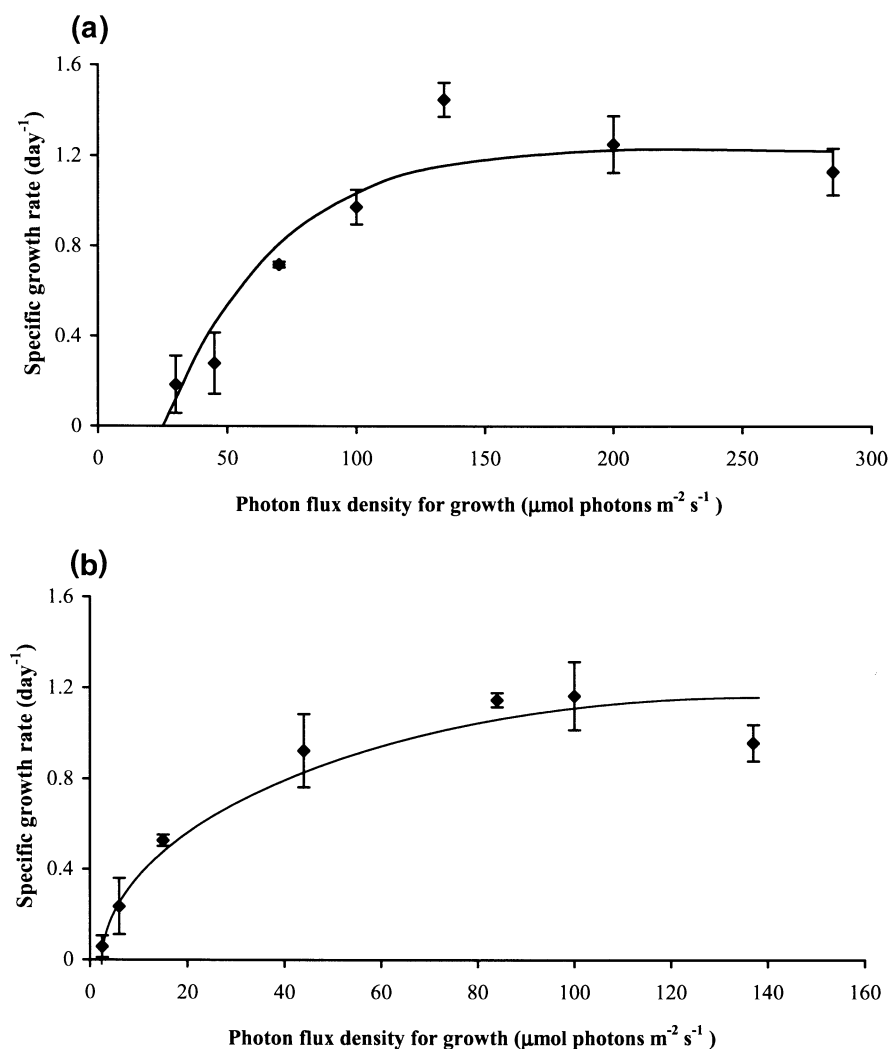 (a)
1.6
1.2
0.8
0.4
0
Specific growth rate (day⁻¹)
0 50 100 150 200 250 300
Photon flux density for growth (μmol photons m⁻² s⁻¹ )
(b)
1.6
1.2
0.8
0.4
0
Specific growth rate (day⁻¹)
0 20 40 60 80 100 120 140 160
Photon flux density for growth (μmol photons m⁻² s⁻¹ )